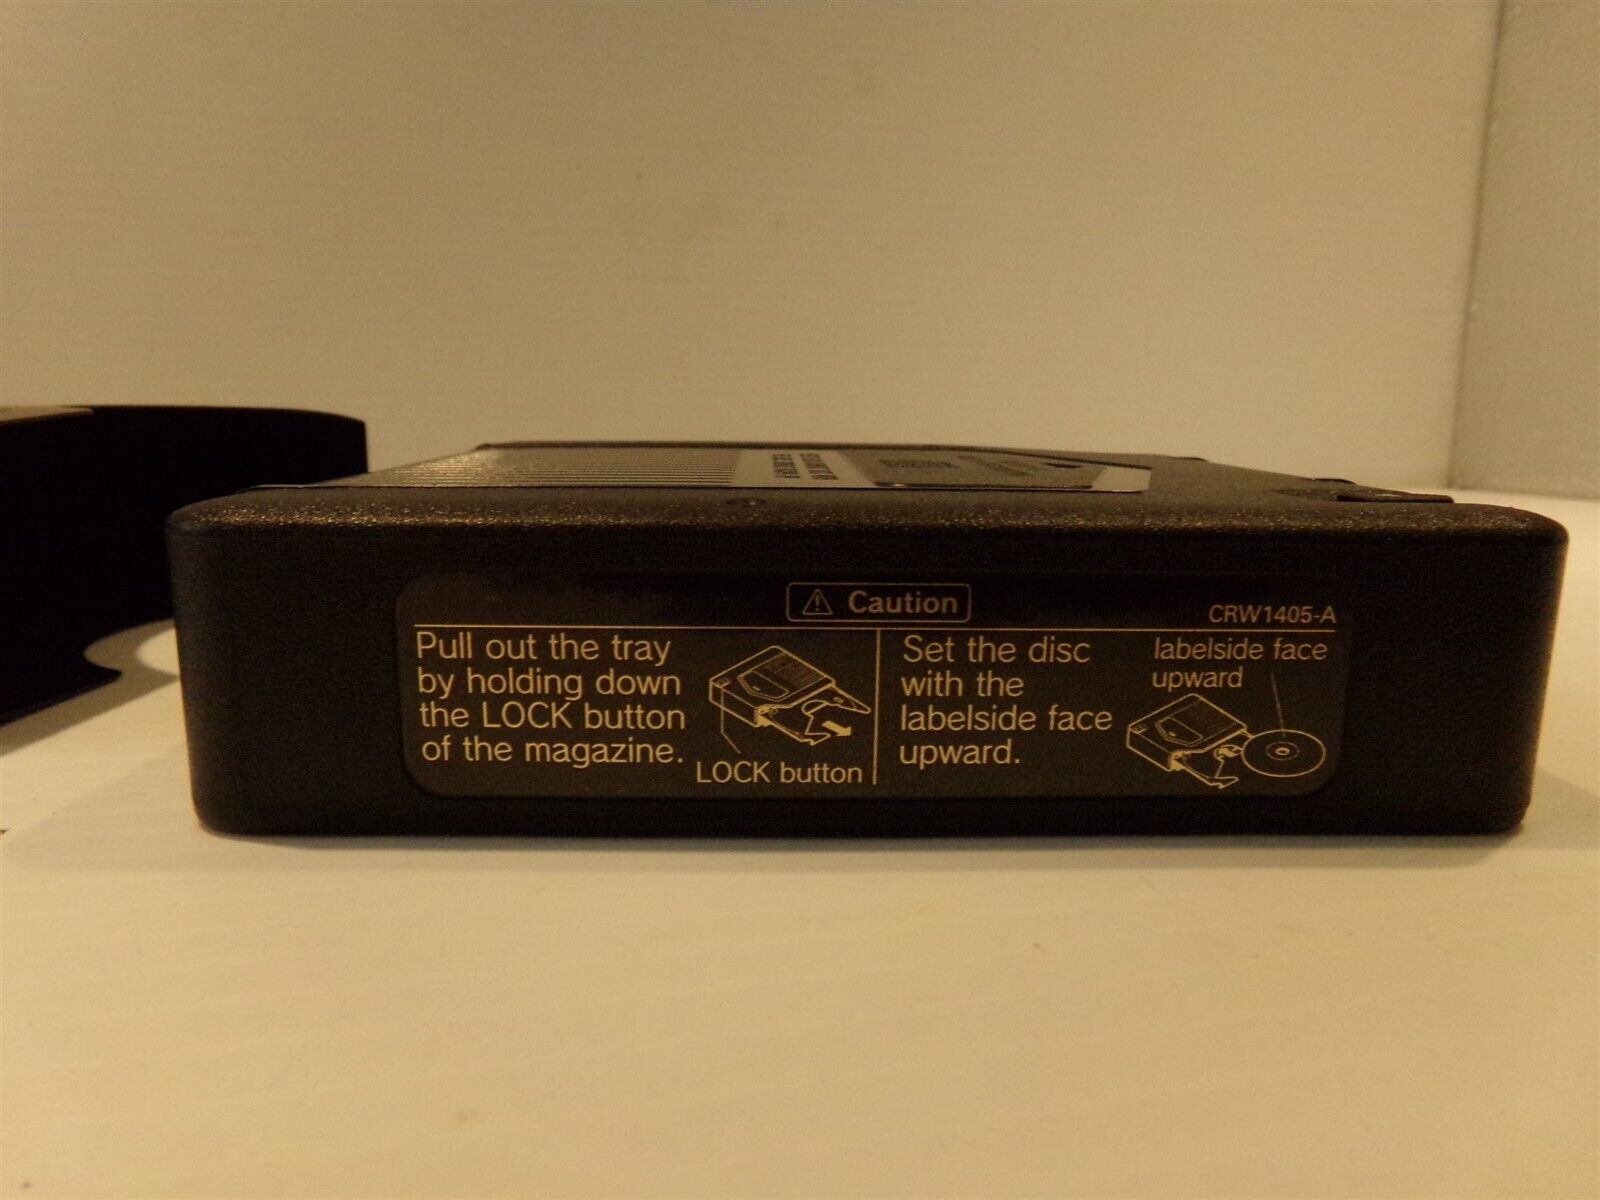 Caution
CRW1405-A
Pull out the tray
by holding down
the LOCK button
of the magazine.
LOCK button
Set the disc
with the
labelside face
upward.
labelside face
upward